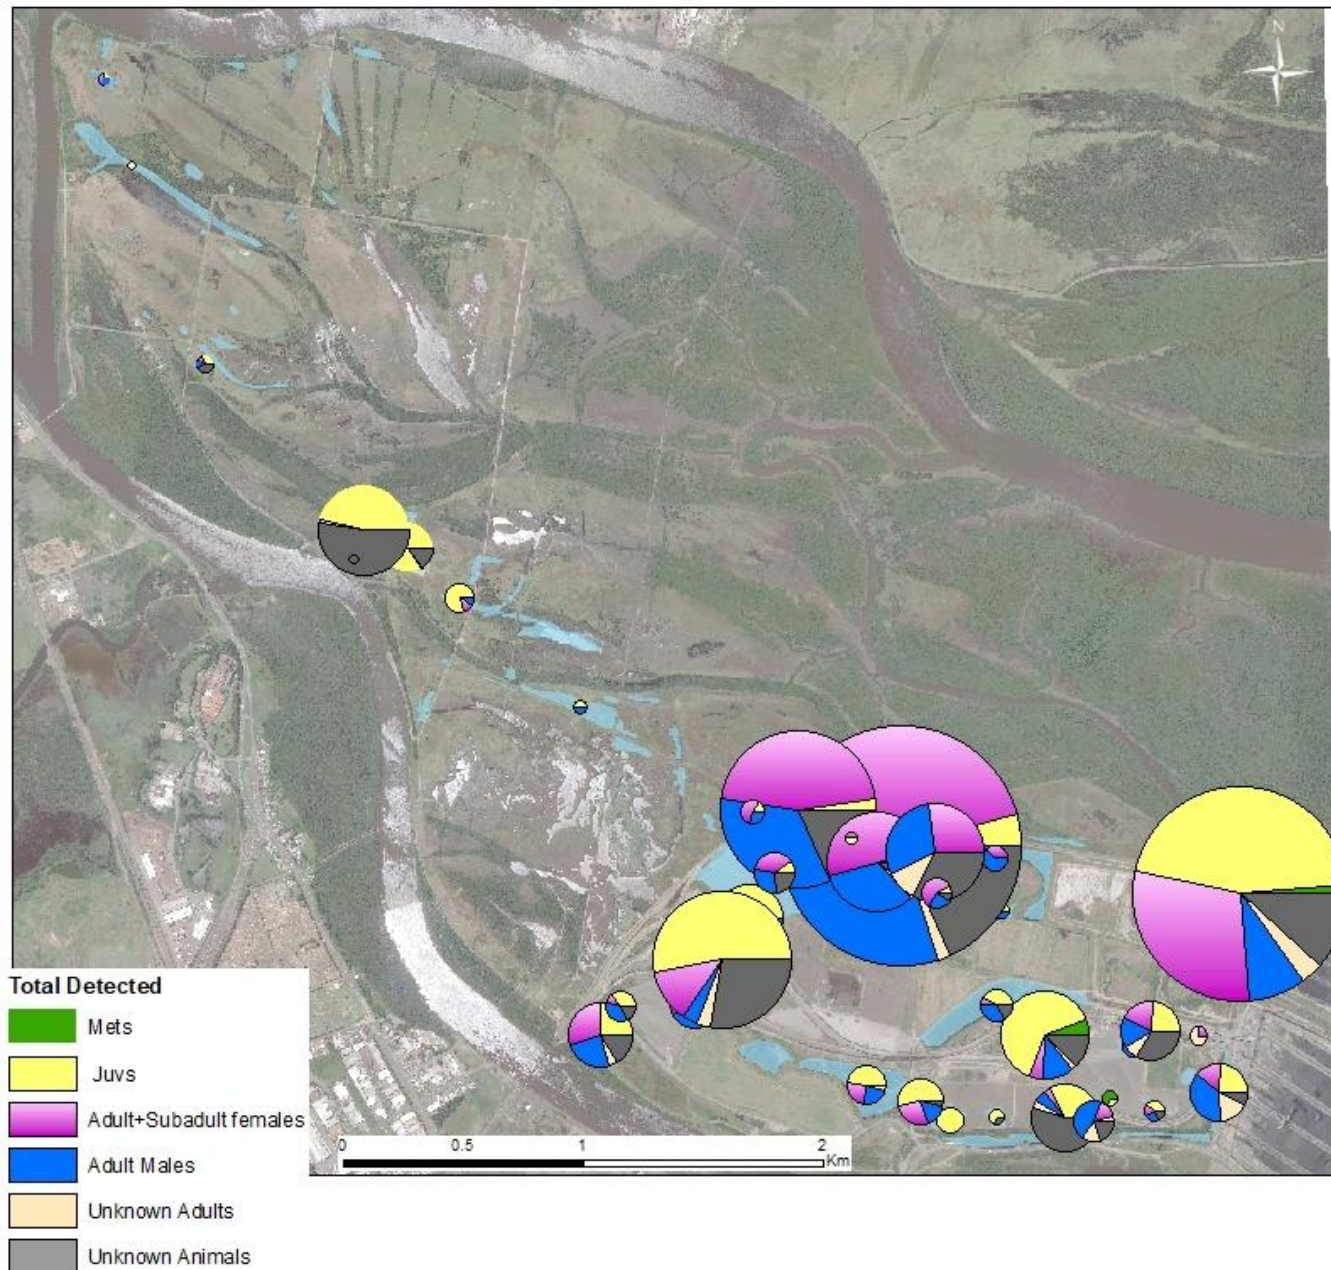 N
0 0.5 1 2
Km
Total Detected
Mets
Juvs
Adult+Subadult females
Adult Males
Unknown Adults
Unknown Animals